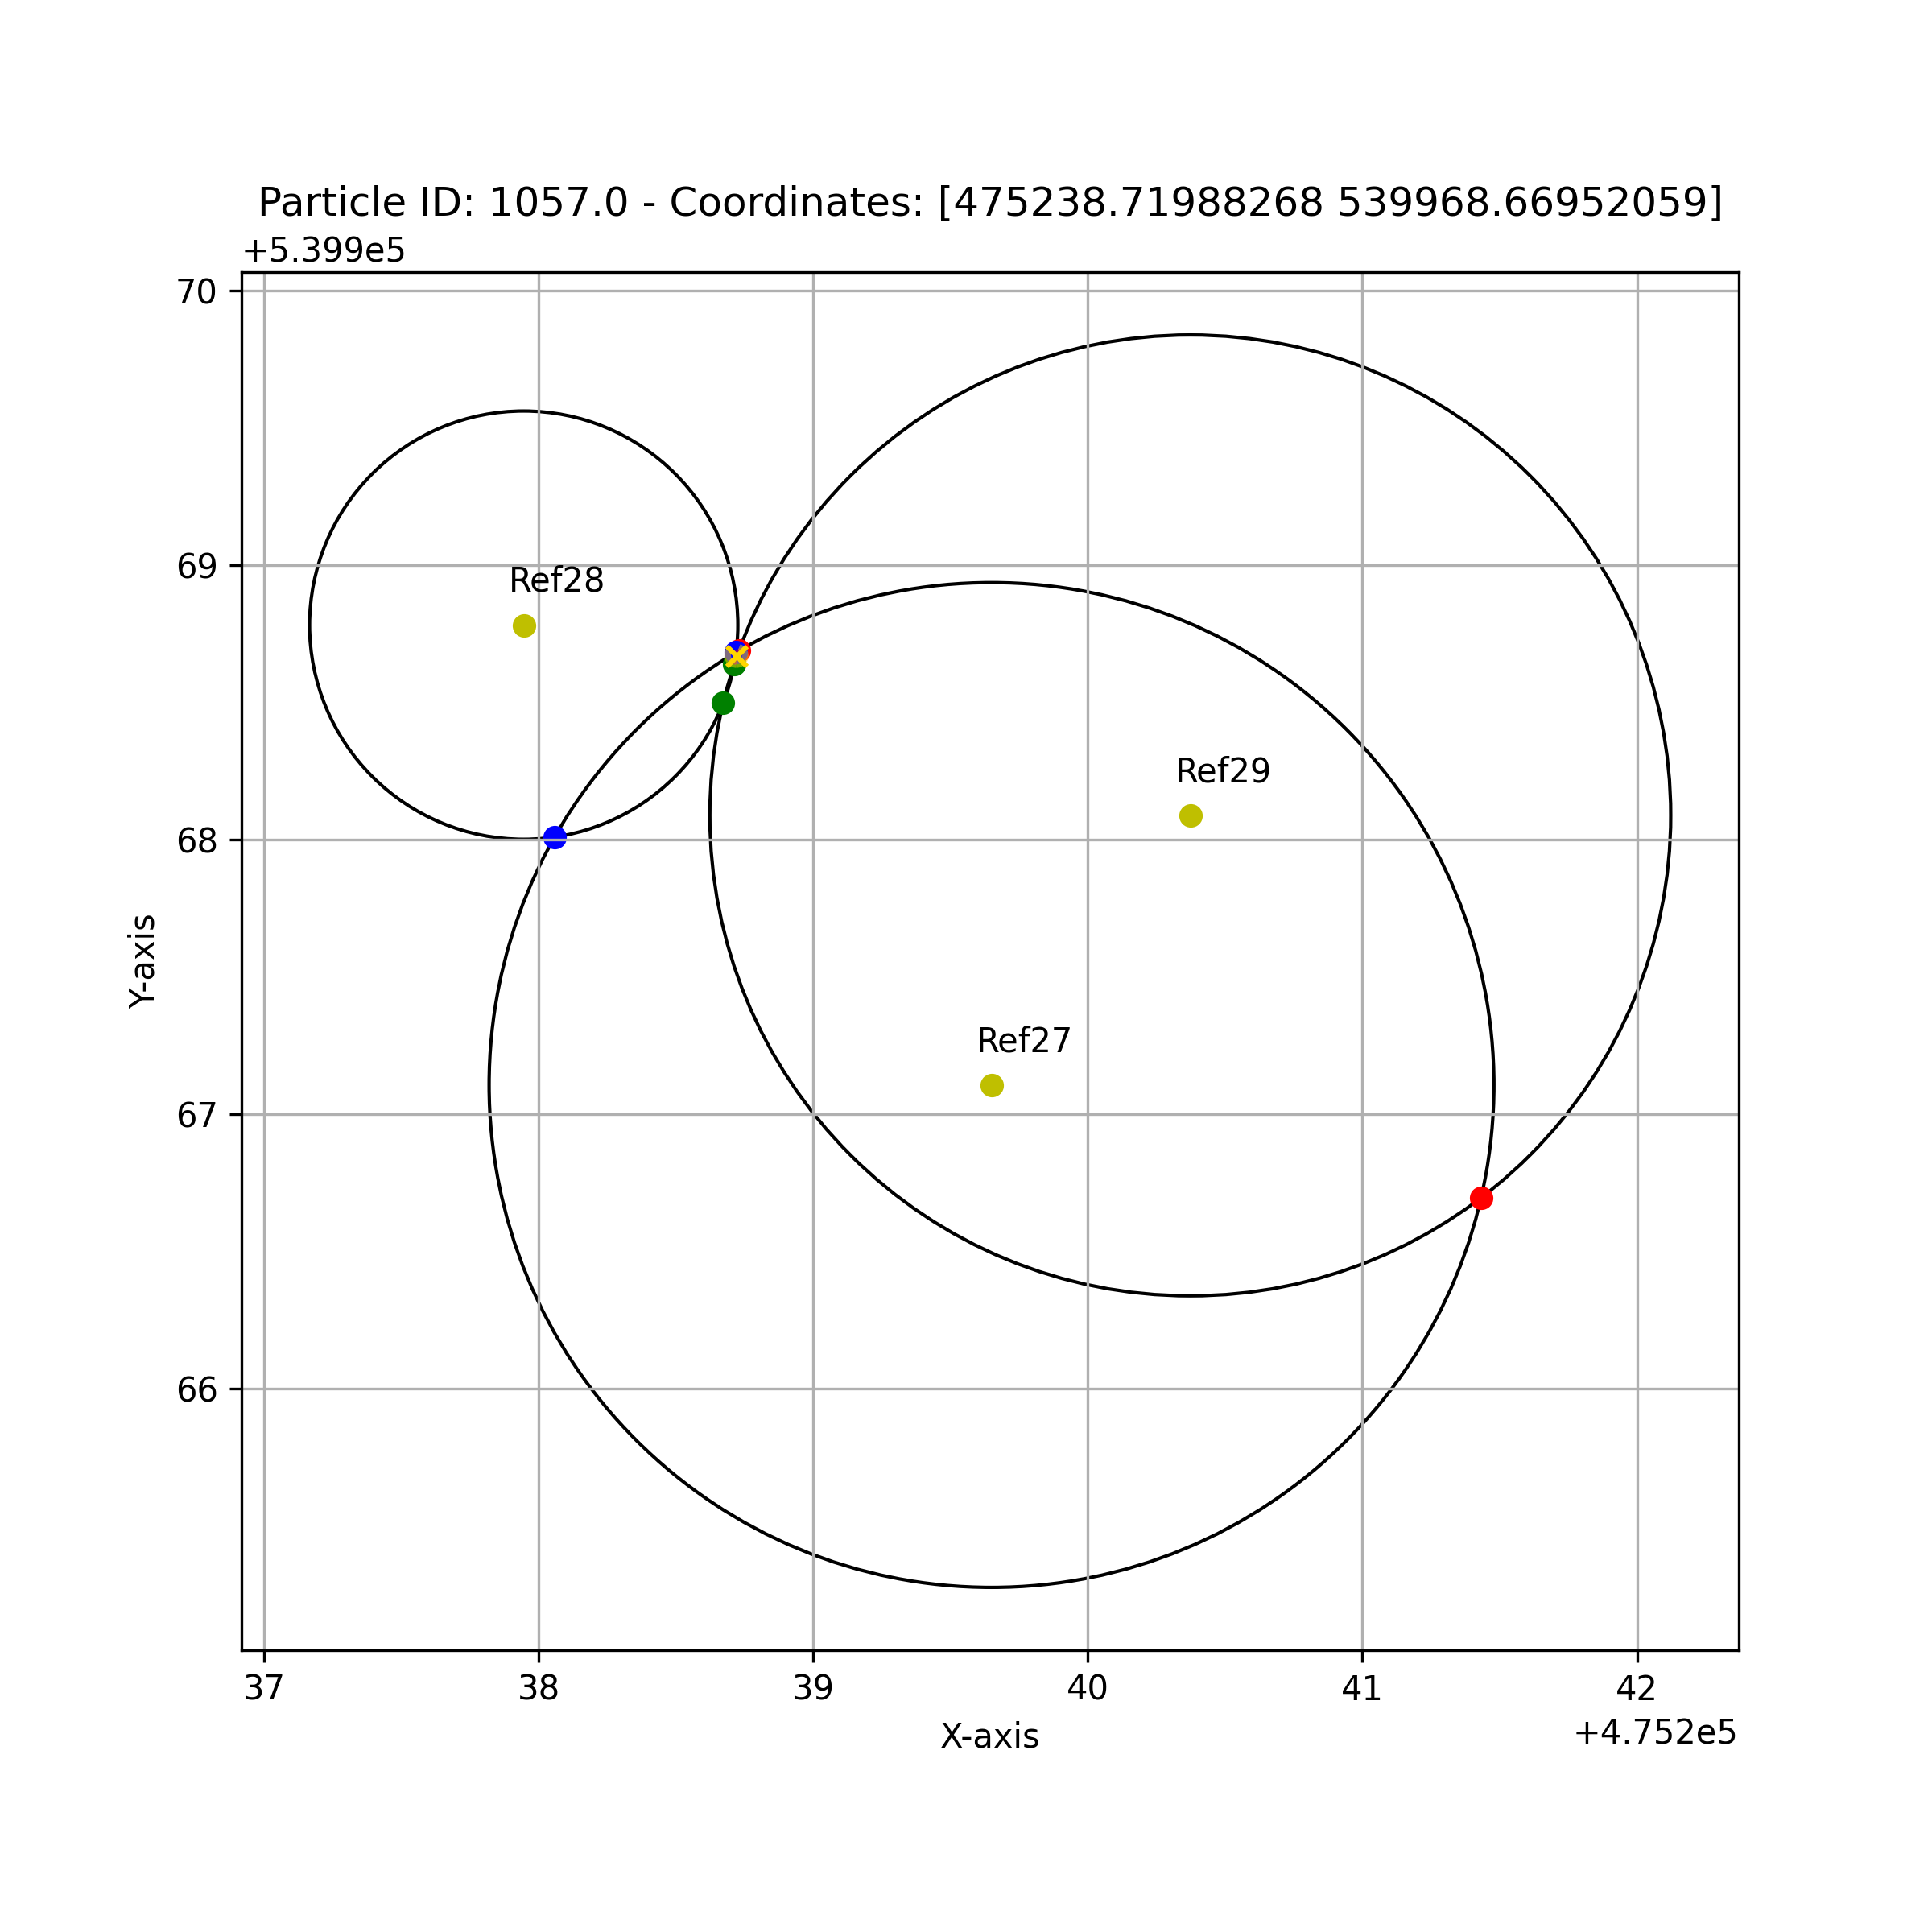 Particle ID: 1057.0 - Coordinates: [475238.71988268 539968.66952059]
+5.399e5
70
69
68
67
66
Y-axis
Ref28
Ref29
Ref27
37 38 39 40 41 42
X-axis
+4.752e5